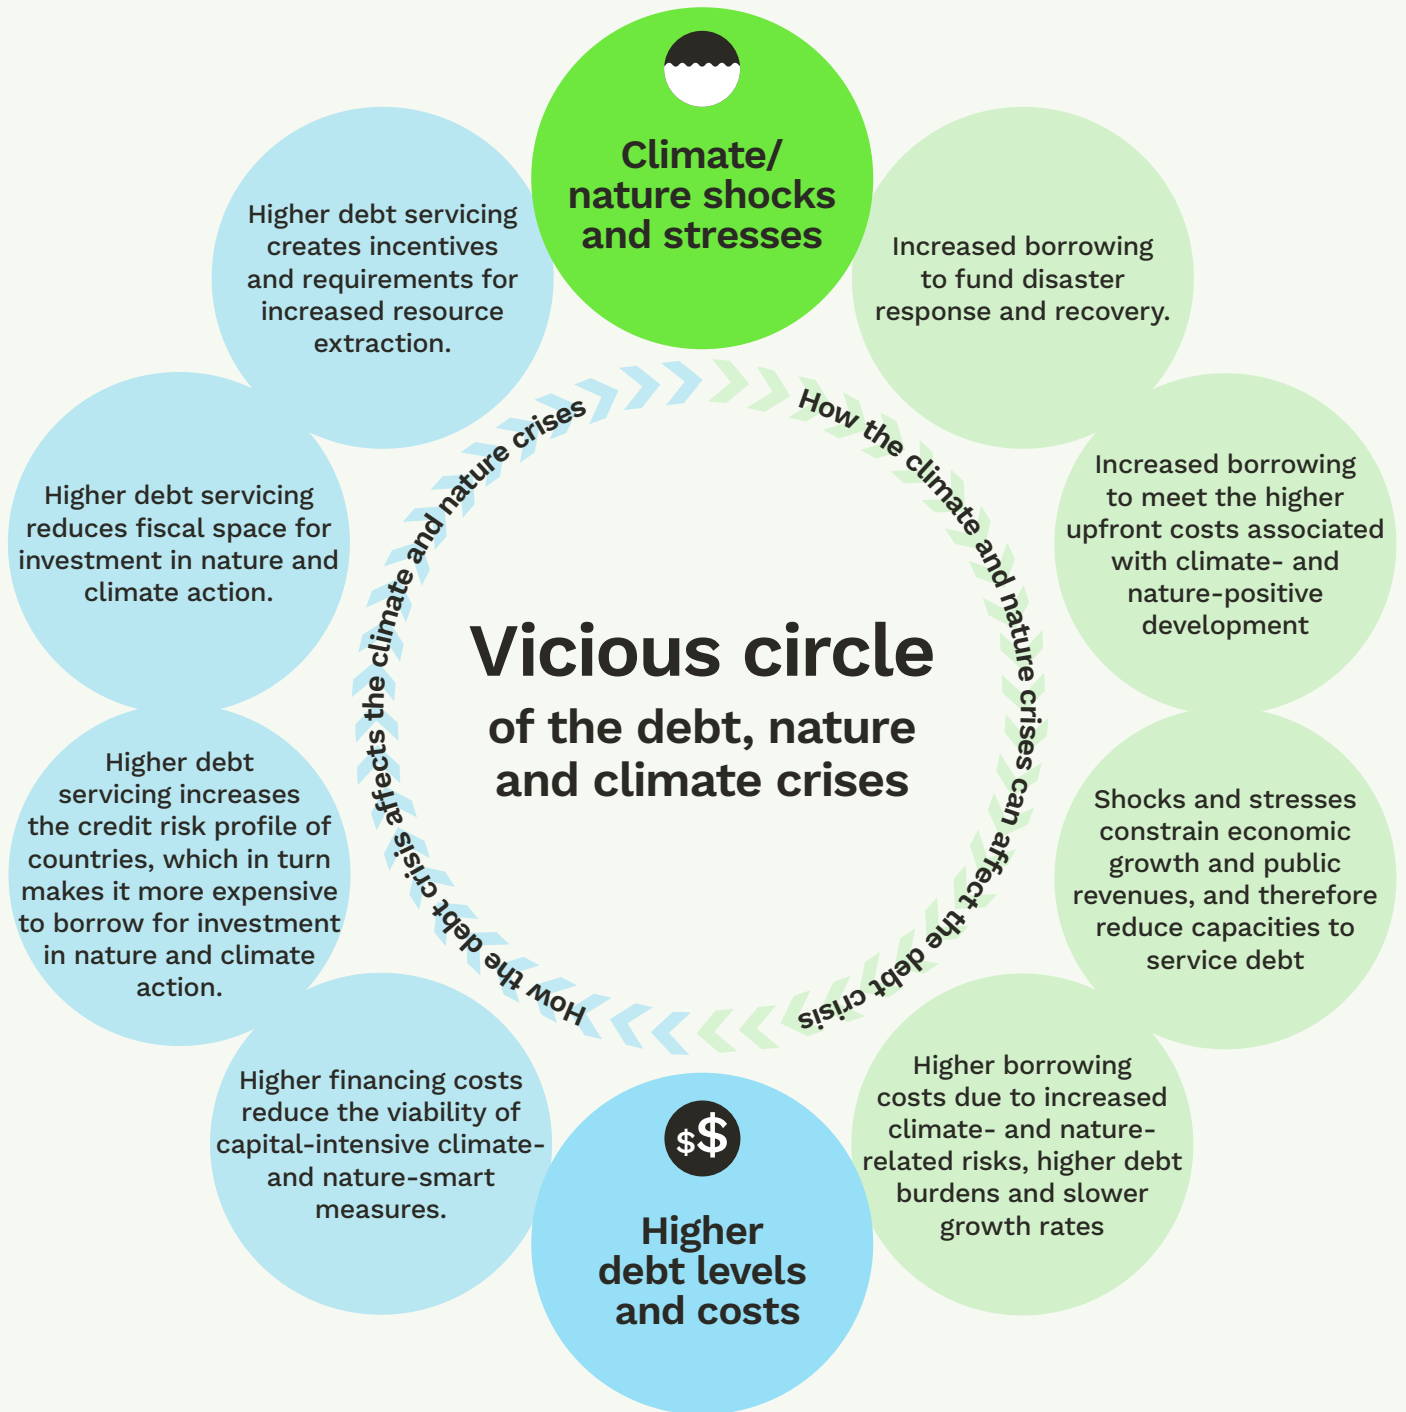 Climate/
nature shocks
and stresses
Increased borrowing
to fund disaster
response and recovery.
Increased borrowing
to meet the higher
upfront costs associated
with climate- and
nature-positive
development
Shocks and stresses
constrain economic
growth and public
revenues, and therefore
reduce capacities to
service debt
Higher borrowing
costs due to increased
climate- and nature-
related risks, higher debt
burdens and slower
growth rates
$$
Higher
debt levels
and costs
Higher financing costs
reduce the viability of
capital-intensive climate-
and nature-smart
measures.
Higher debt
servicing increases
the credit risk profile of
countries, which in turn
makes it more expensive
to borrow for investment
in nature and climate
action.
Higher debt servicing
reduces fiscal space for
investment in nature and
climate action.
Higher debt servicing
creates incentives
and requirements for
increased resource
extraction.
How the climate and nature crises can affect the debt crisis
How the debt crisis affects the climate and nature crises
Vicious circle
of the debt, nature
and climate crises